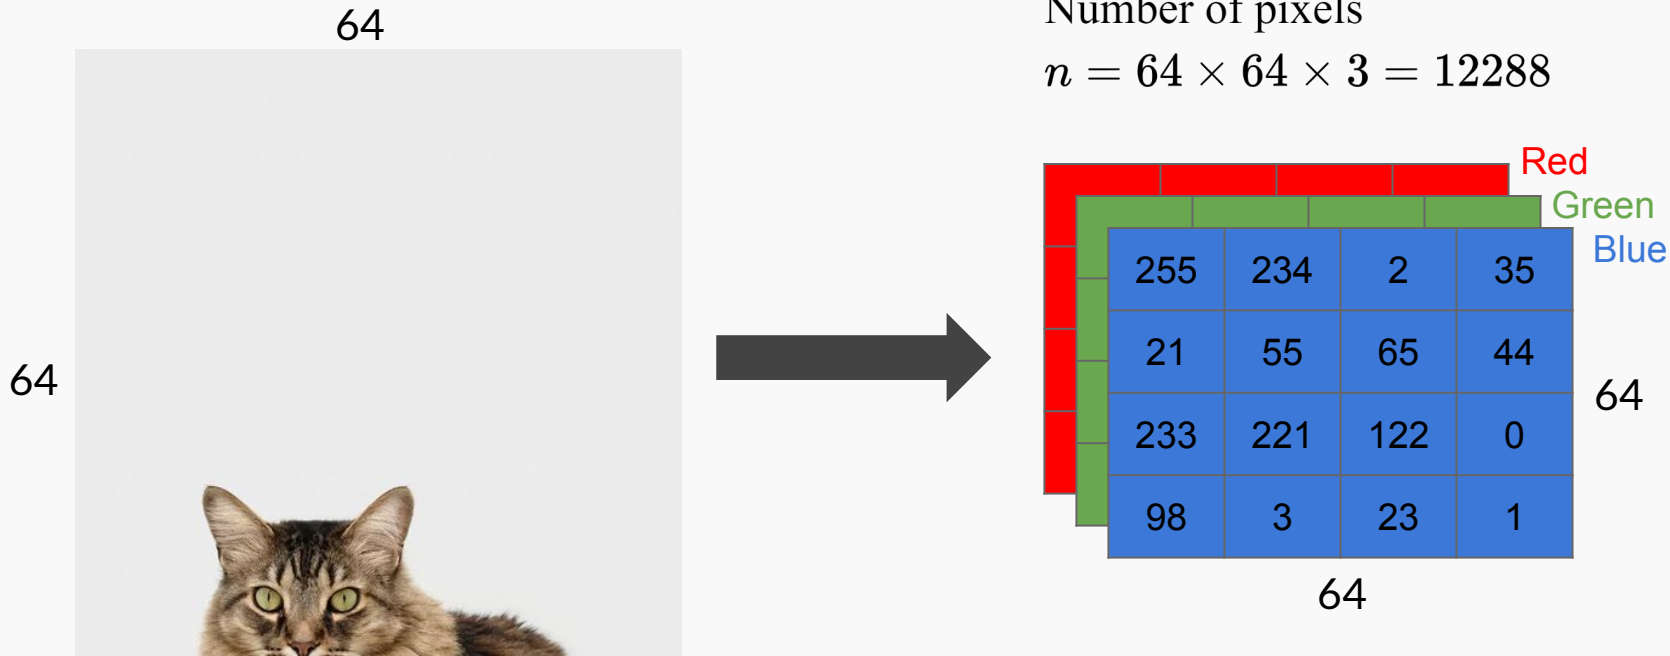 64
64
Number of pixels
n = 64 × 64 × 3 = 12288
Red
Green
Blue
255 234 2 35
21 55 65 44
233 221 122 0
98 3 23 1
64
64